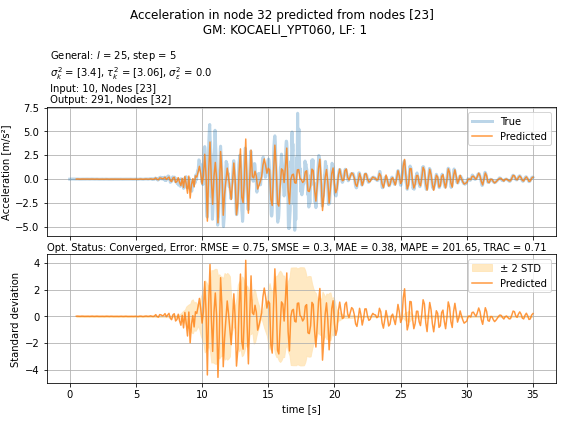 Acceleration in node 32 predicted from nodes [23]
GM: KOCAELI_YPT060, LF: 1
General: l = 25, step = 5
σ²ₖ = [3.4], τ²ₖ = [3.06], σ²ε = 0.0
Input: 10, Nodes [23]
Output: 291, Nodes [32]
Acceleration [m/s²]
7.5
5.0
2.5
0.0
−2.5
−5.0
True
Predicted
Opt. Status: Converged, Error: RMSE = 0.75, SMSE = 0.3, MAE = 0.38, MAPE = 201.65, TRAC = 0.71
Standard deviation
4
2
0
−2
−4
± 2 STD
Predicted
0 5 10 15 20 25 30 35
time [s]